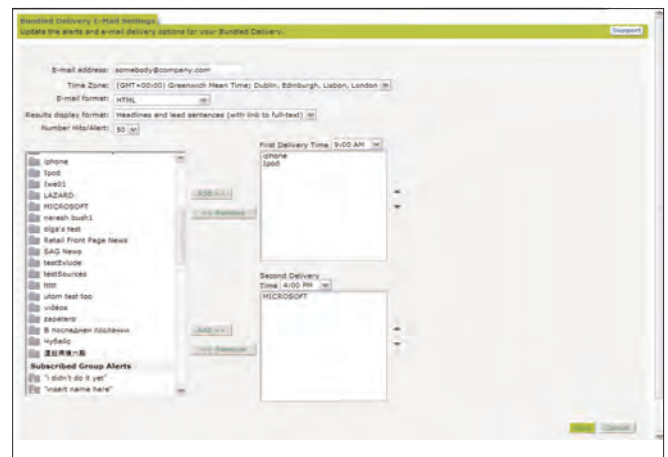 Bundled Delivery E-Mail Settings
Update the alerts and e-mail delivery options for your Bundled Delivery.
Support
E-mail address: somebody@company.com
Time Zone: (GMT+00:00) Greenwich Mean Time; Dublin, Edinburgh, Lisbon, London
E-mail format: HTML
Results display format: Headlines and lead sentences (with link to full-text)
Number Hits/Alert: 50
iphone
Ipod
LAZARD
MICROSOFT
naresh bush1
olga's test
Retail Front Page News
SAG News
testExlude
testSources
utom test too
vidéos
zapatero
В последнем
Чубайс
Subscribed Group Alerts
"i didn't do it yet"
"insert name here"
Add >>
<< Remove
First Delivery Time 9:00 AM
iphone
Ipod
Add >>
<< Remove
Second Delivery
Time 4:00 PM
MICROSOFT
Save Cancel